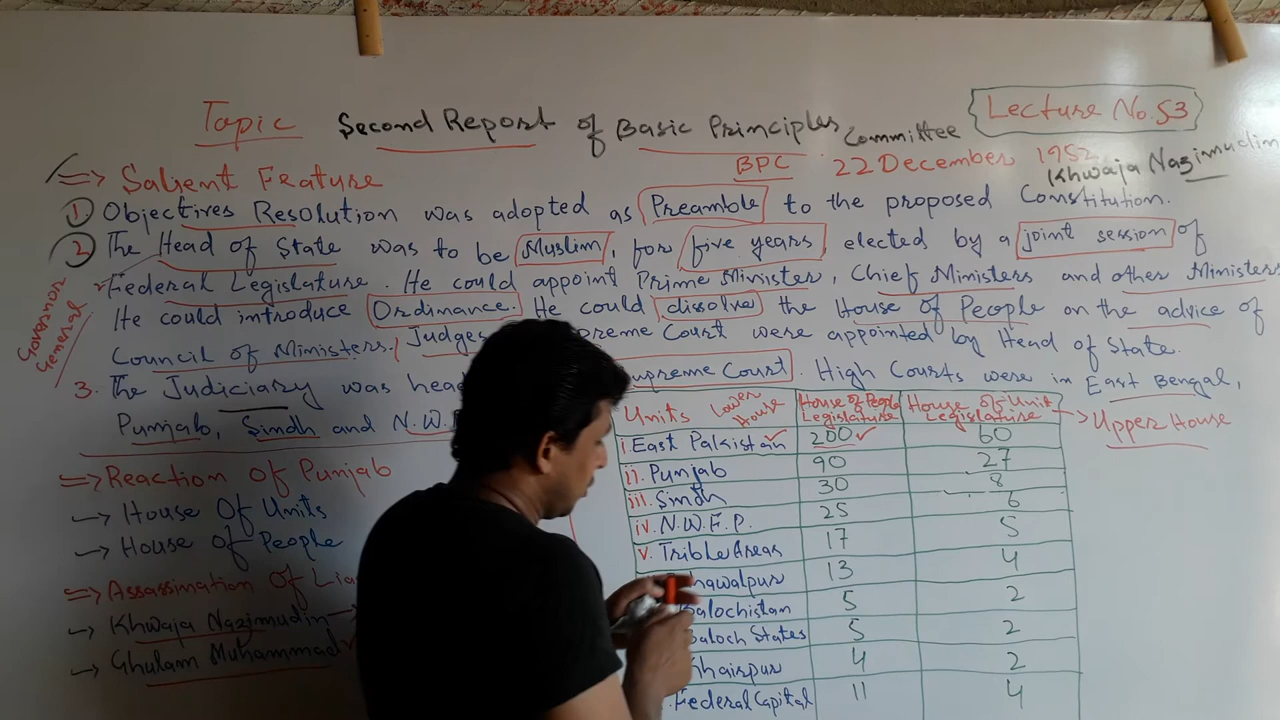 Topic Second Report of Basic Principles Committee
Lecture No.53
BPC 22 December 1952
Khwaja Nazimudin
=> Salient Feature
① Objectives Resolution was adopted as Preamble to the proposed Constitution.
② The Head of State was to be Muslim, for five years, elected by a joint session of
Federal Legislature. He could appoint Prime Minister, Chief Ministers and other Ministers
He could introduce Ordinance. He could disolve the House of People on the advice of
Council of Ministers. Judges Supreme Court were appointed by Head of State.
Governor
General
3. The Judiciary was hea Supreme Court. High Courts were in East Bengal,
Punjab, Sindh and N.W.
=> Reaction of Punjab
→ House Of Units
→ House of People
=> Assassination Of Lia
→ Khwaja Nazimudin →
→ Ghulam Muhammad
Units Lower House House of People Legislature House Of Unit Legislature → Upper House
i. East Pakistan 200 60
ii. Punjab 90 27
iii. Sindh 30 8
iv. N.W.F.P. 25 6
v. Trible Areas 17 5
hawalpur 13 4
Balochistan 5 2
Baloch States 5 2
Khairpur 4 2
Federal Capital 11 4